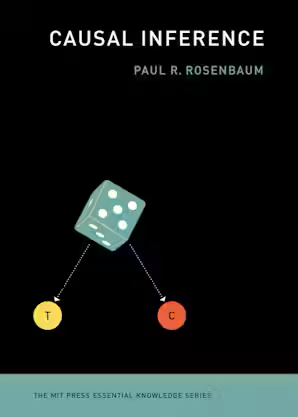 CAUSAL INFERENCE
PAUL R. ROSENBAUM
T C
THE MIT PRESS ESSENTIAL KNOWLEDGE SERIES